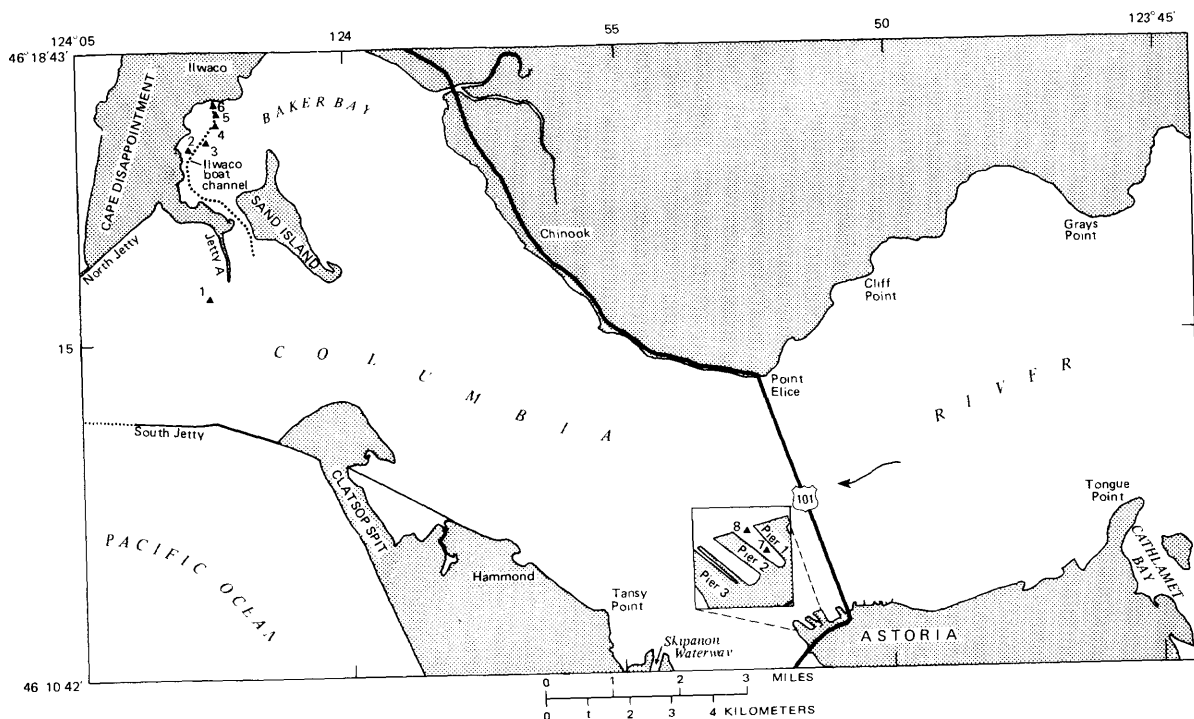 124° 05
124
55
50
123° 45
46° 18 43'
Ilwaco
BAKER BAY
CAPE DISAPPOINTMENT
6
5
4
2
3
Ilwaco
boat
channel
SAND ISLAND
Jetty A
North Jetty
1
Chinook
Grays
Point
Cliff
Point
15
COLUMBIA
RIVER
Point
Elice
South Jetty
CLATSOP SPIT
101
Tongue
Point
CATHLAMET
BAY
8
7
Pier 1
Pier 2
Pier 3
PACIFIC OCEAN
Hammond
Tansy
Point
Skipanon
Waterway
ASTORIA
46 10 42'
0 1 2 3 MILES
0 1 2 3 4 KILOMETERS